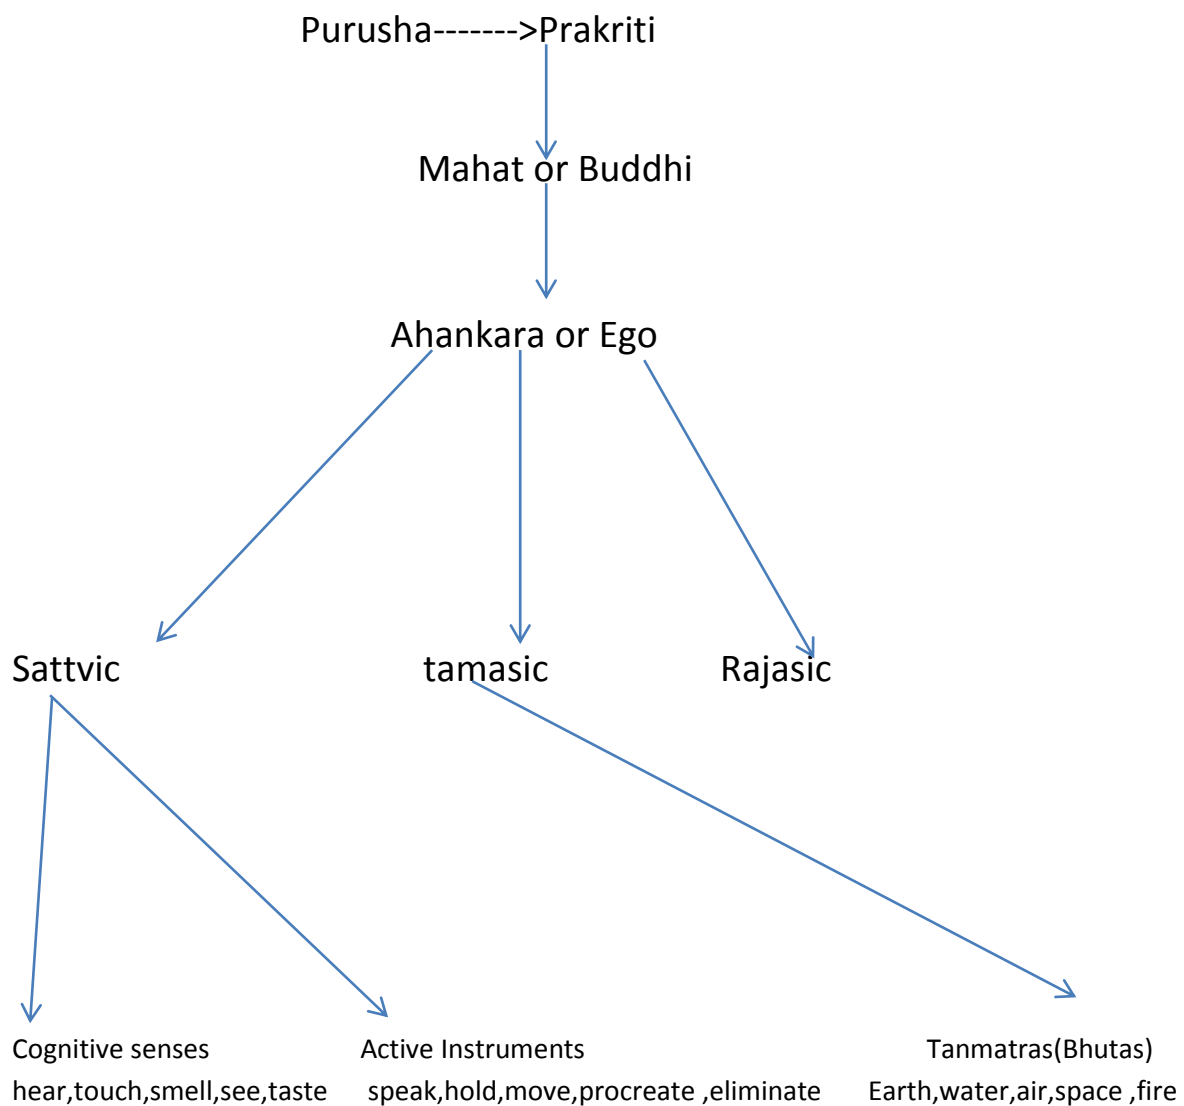 Purusha------->Prakriti
Mahat or Buddhi
Ahankara or Ego
Sattvic tamasic Rajasic
Cognitive senses Active Instruments Tanmatras(Bhutas)
hear,touch,smell,see,taste speak,hold,move,procreate ,eliminate Earth,water,air,space ,fire